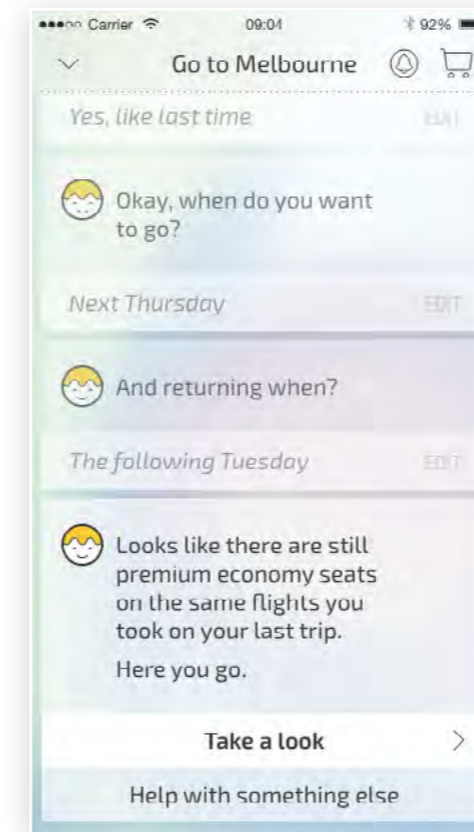 Carrier 09:04 92%
Go to Melbourne
Yes, like last time EDIT
Okay, when do you want
to go?
Next Thursday EDIT
And returning when?
The following Tuesday EDIT
Looks like there are still
premium economy seats
on the same flights you
took on your last trip.
Here you go.
Take a look
Help with something else